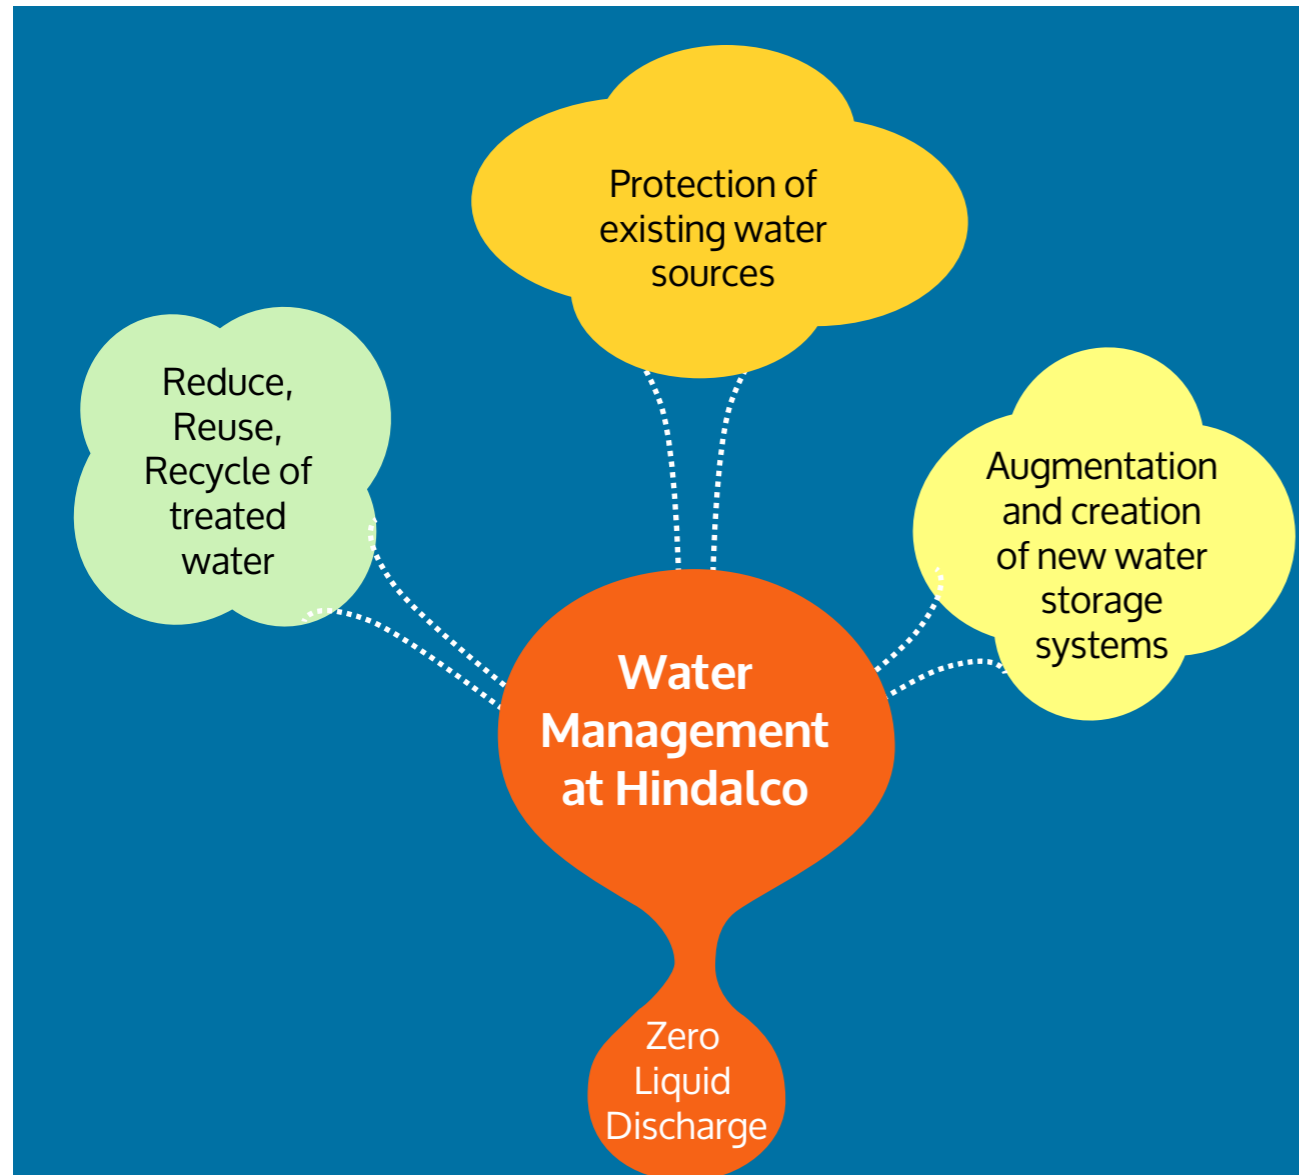 Protection of
existing water
sources
Reduce,
Reuse,
Recycle of
treated
water
Augmentation
and creation
of new water
storage
systems
Water
Management
at Hindalco
Zero
Liquid
Discharge